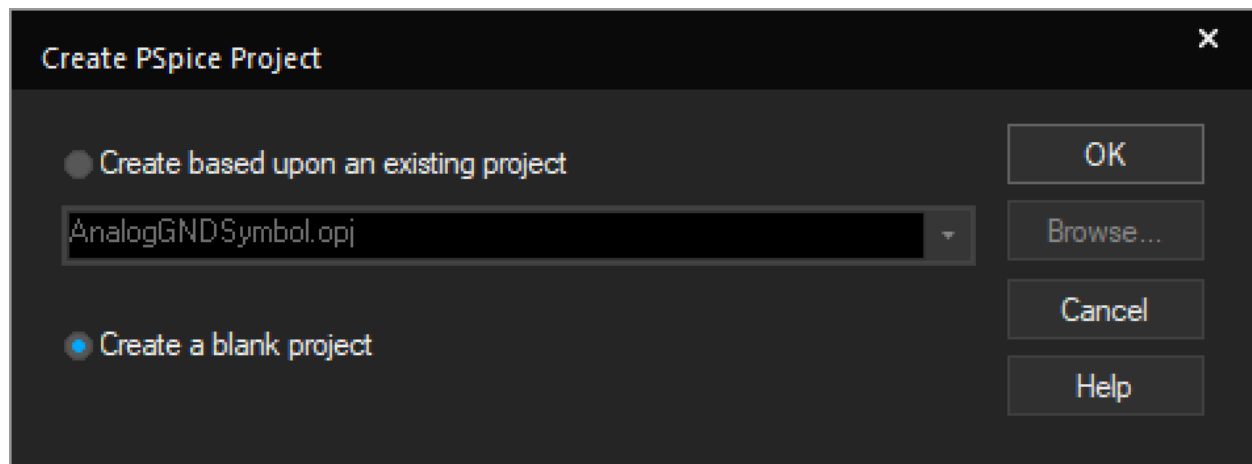 Create PSpice Project
Create based upon an existing project
OK
AnalogGNDSymbol.opj
Browse...
Cancel
Create a blank project
Help